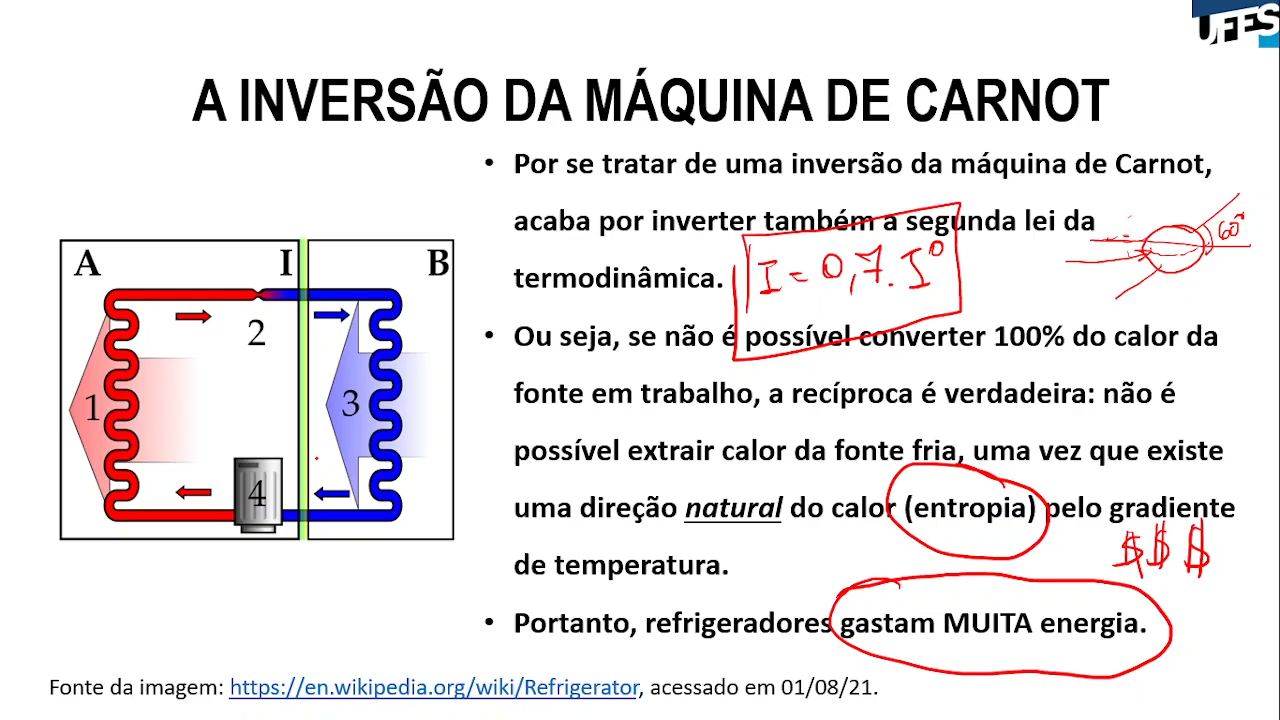 UFES
A INVERSÃO DA MÁQUINA DE CARNOT
• Por se tratar de uma inversão da máquina de Carnot,
acaba por inverter também a segunda lei da
termodinâmica.
I = 0,7. I⁰
60°
A
I
B
2
1
3
4
• Ou seja, se não é possível converter 100% do calor da
fonte em trabalho, a recíproca é verdadeira: não é
possível extrair calor da fonte fria, uma vez que existe
uma direção natural do calor (entropia) pelo gradiente
de temperatura.
$ $ $
• Portanto, refrigeradores gastam MUITA energia.
Fonte da imagem: https://en.wikipedia.org/wiki/Refrigerator, acessado em 01/08/21.